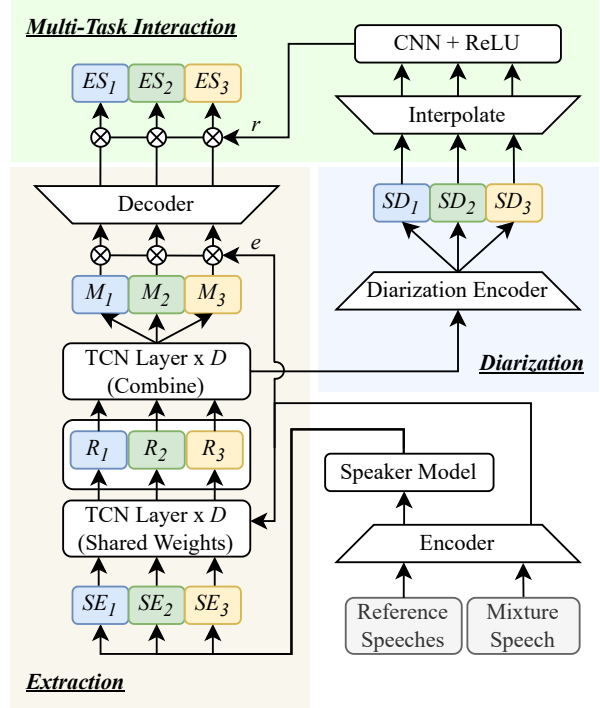 Multi-Task Interaction
CNN + ReLU
ES1 ES2 ES3
Interpolate
r
Decoder
SD1 SD2 SD3
e
M1 M2 M3
Diarization Encoder
TCN Layer x D
(Combine)
Diarization
R1 R2 R3
Speaker Model
TCN Layer x D
(Shared Weights)
Encoder
SE1 SE2 SE3
Reference
Speeches
Mixture
Speech
Extraction